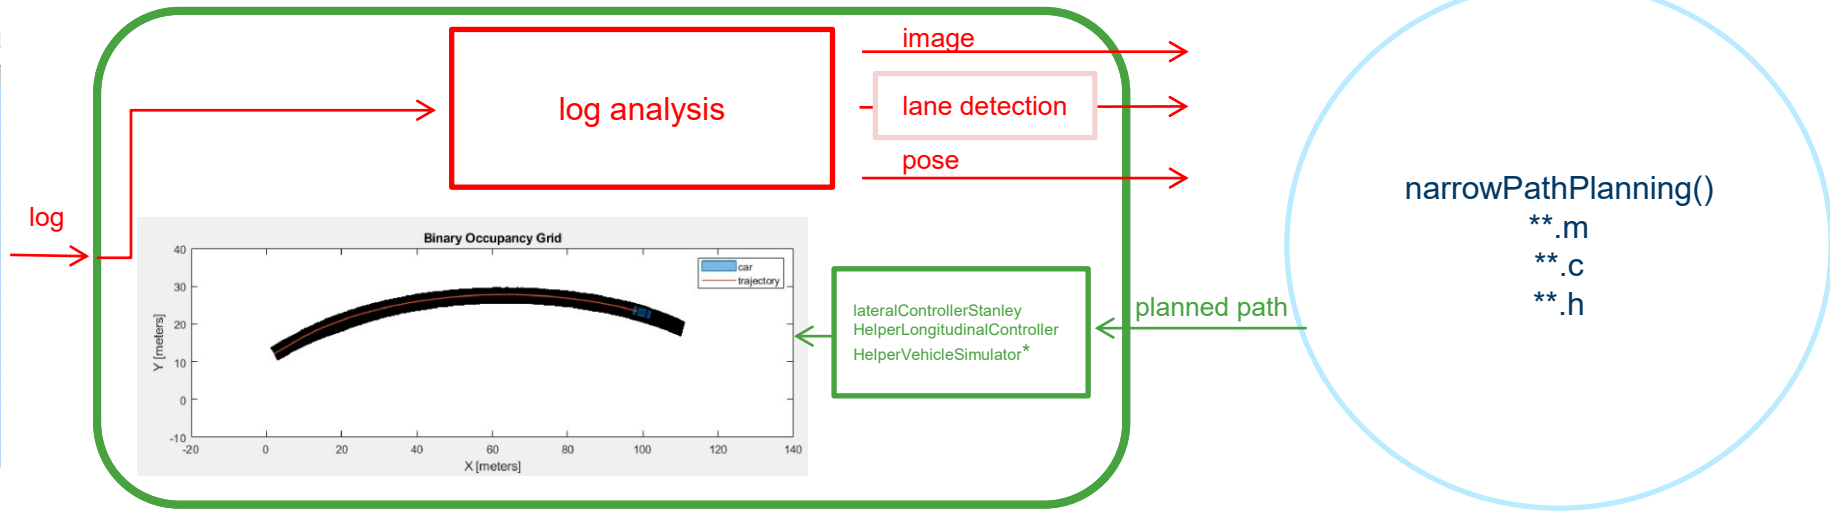 image
log analysis
lane detection
pose
log
narrowPathPlanning()
**.m
**.c
**.h
Binary Occupancy Grid
car
trajectory
40
30
20
10
0
-10
Y [meters]
-20
0
20
40
60
80
100
120
140
X [meters]
lateralControllerStanley
HelperLongitudinalController
HelperVehicleSimulator*
planned path